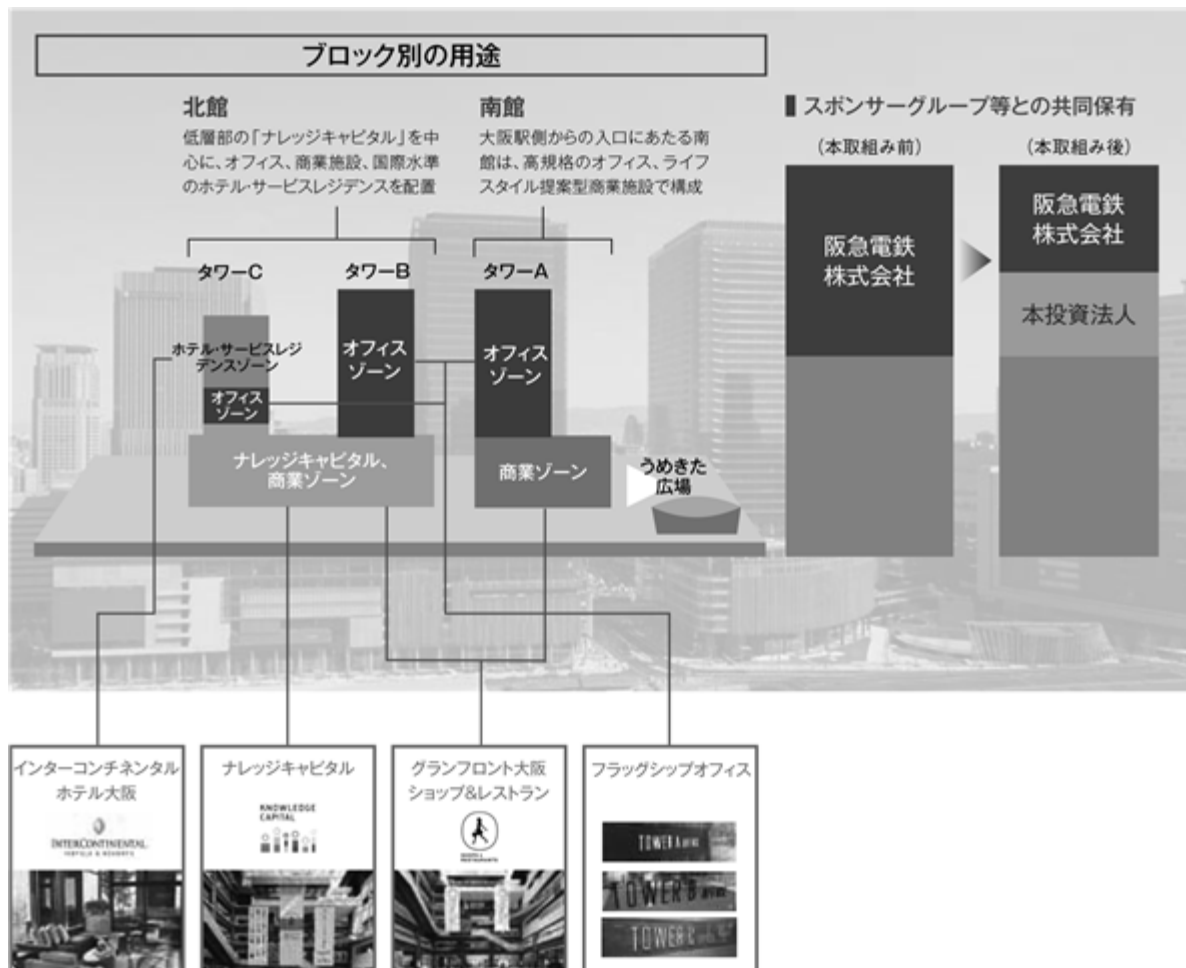 ブロック別の用途
北館
低層部の「ナレッジキャピタル」を中
心に、オフィス、商業施設、国際水準
のホテル・サービスレジデンスを配置
南館
大阪駅側からの入口にあたる南
館は、高規格のオフィス、ライフ
スタイル提案型商業施設で構成
タワーC
タワーB
タワーA
ホテル・サービスレジ
デンスゾーン
オフィス
ゾーン
オフィス
ゾーン
オフィス
ゾーン
ナレッジキャピタル、
商業ゾーン
商業ゾーン
うめきた
広場
スポンサーグループ等との共同保有
（本取組み前）
（本取組み後）
阪急電鉄
株式会社
阪急電鉄
株式会社
本投資法人
インターコンチネンタル
ホテル大阪
INTERCONTINENTAL
HOTELS & RESORTS
ナレッジキャピタル
KNOWLEDGE
CAPITAL
グランフロント大阪
ショップ&レストラン
SHOPS &
RESTAURANTS
フラッグシップオフィス
TOWER A OFFICE
TOWER B OFFICE
TOWER C